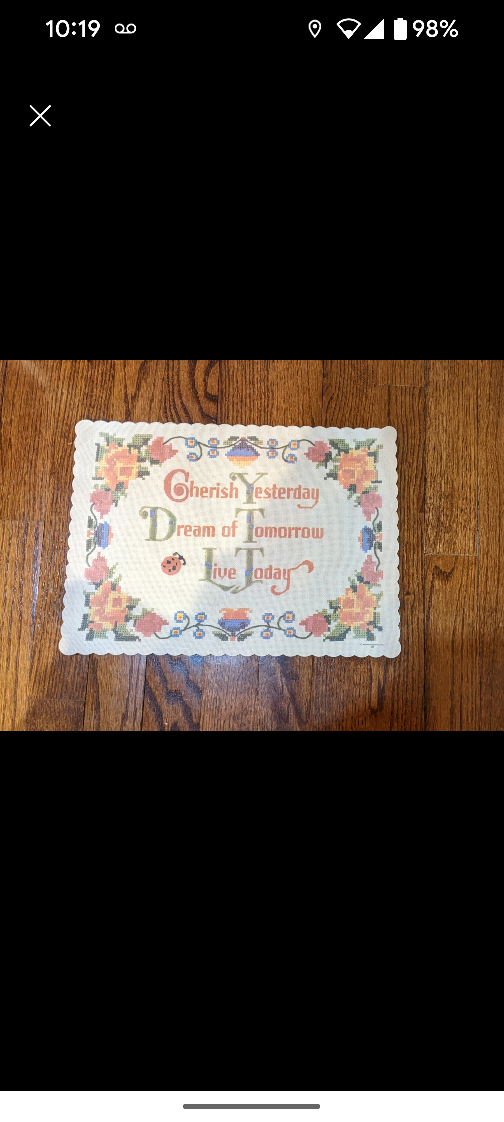 10:19
98%
Cherish Yesterday
Dream of Tomorrow
Live Today